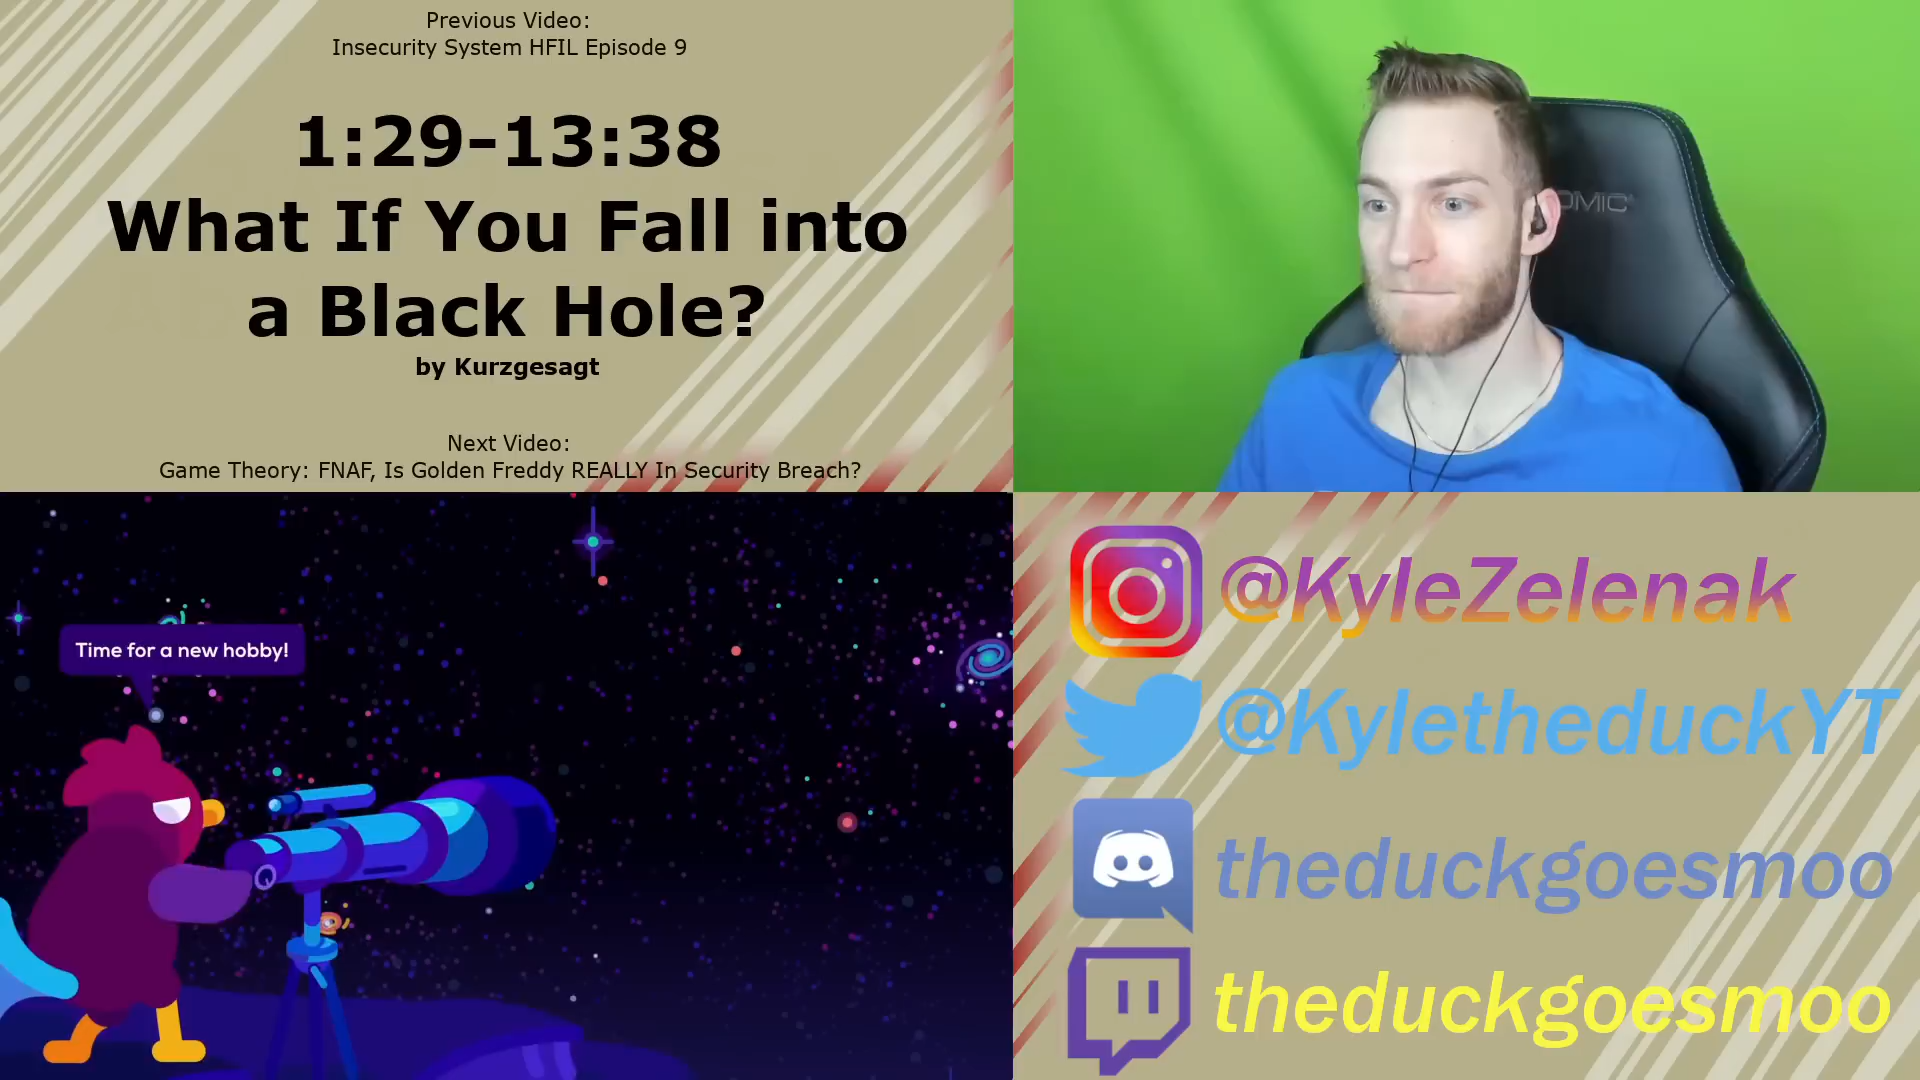 Previous Video:
Insecurity System HFIL Episode 9
1:29-13:38
What If You Fall into
a Black Hole?
by Kurzgesagt
Next Video:
Game Theory: FNAF, Is Golden Freddy REALLY In Security Breach?
Time for a new hobby!
@KyleZelenak
@KyletheduckYT
theduckgoesmoo
theduckgoesmoo